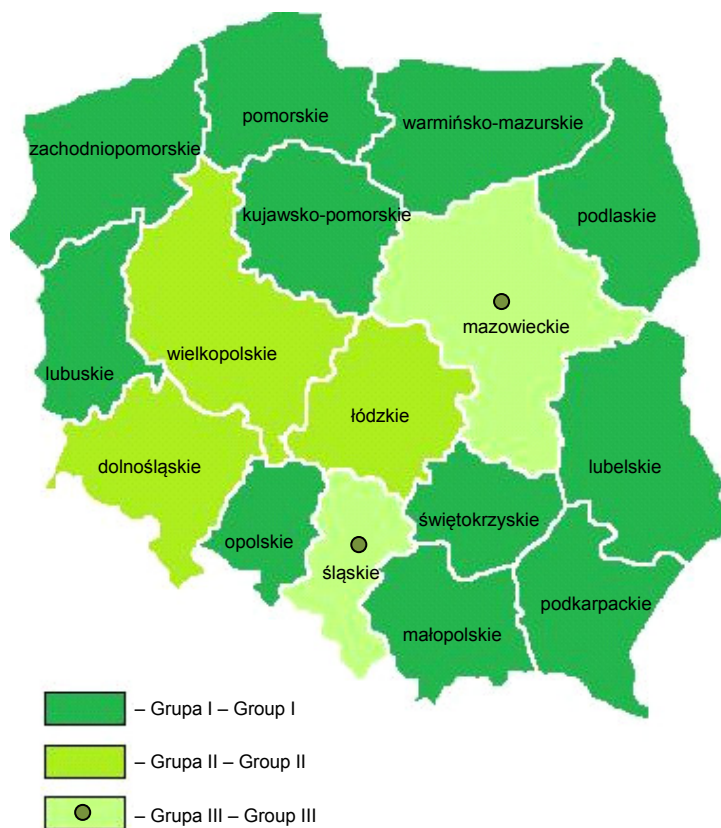 pomorskie
warmińsko-mazurskie
zachodniopomorskie
kujawsko-pomorskie
podlaskie
mazowieckie
wielkopolskie
lubuskie
łódzkie
dolnośląskie
lubelskie
świętokrzyskie
opolskie
śląskie
podkarpackie
małopolskie
– Grupa I – Group I
– Grupa II – Group II
– Grupa III – Group III